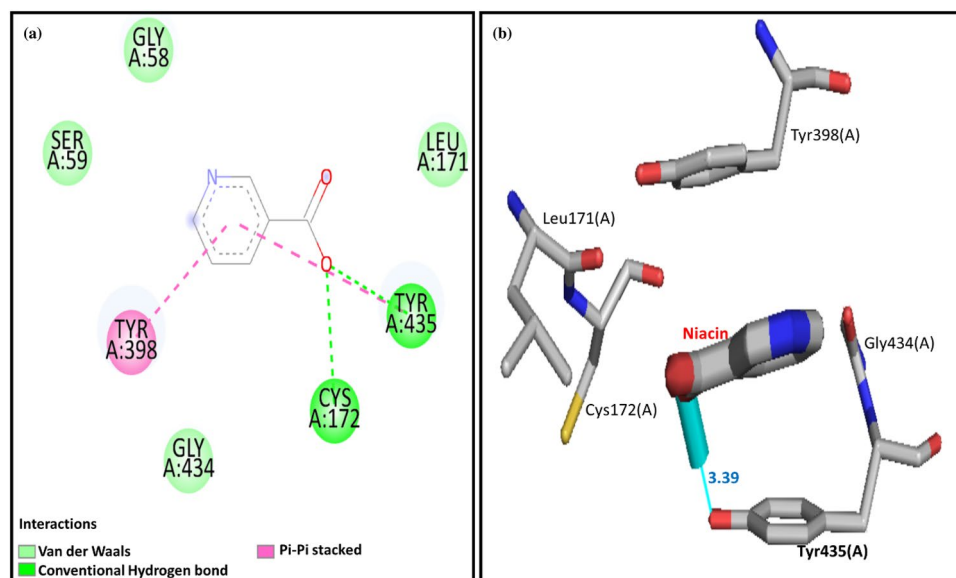 (a)
GLY
A:58
SER
A:59
LEU
A:171
N
O
O
TYR
A:435
TYR
A:398
CYS
A:172
GLY
A:434
Interactions
Van der Waals
Conventional Hydrogen bond
Pi-Pi stacked
(b)
Tyr398(A)
Leu171(A)
Niacin
Gly434(A)
Cys172(A)
3.39
Tyr435(A)